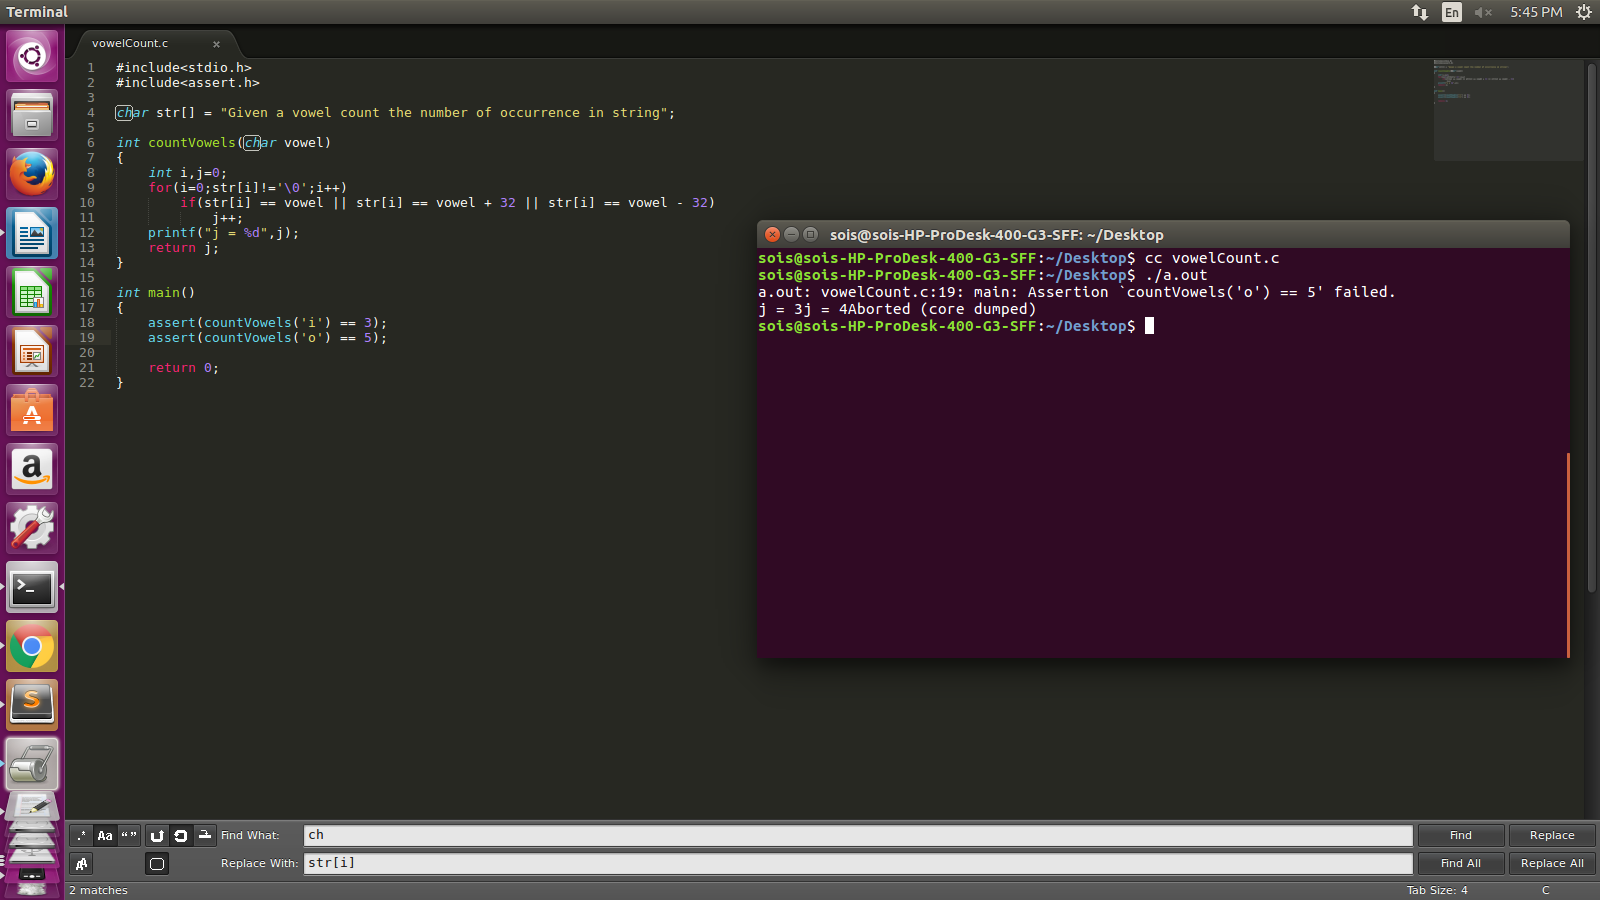 Terminal
En
5:45 PM
vowelCount.c ×
1 #include<stdio.h>
2 #include<assert.h>
3
4 char str[] = "Given a vowel count the number of occurrence in string";
5
6 int countVowels(char vowel)
7 {
8 int i,j=0;
9 for(i=0;str[i]!='\0';i++)
10 if(str[i] == vowel || str[i] == vowel + 32 || str[i] == vowel - 32)
11 j++;
12 printf("j = %d",j);
13 return j;
14 }
15
16 int main()
17 {
18 assert(countVowels('i') == 3);
19 assert(countVowels('o') == 5);
20
21 return 0;
22 }
sois@sois-HP-ProDesk-400-G3-SFF: ~/Desktop
sois@sois-HP-ProDesk-400-G3-SFF:~/Desktop$ cc vowelCount.c
sois@sois-HP-ProDesk-400-G3-SFF:~/Desktop$ ./a.out
a.out: vowelCount.c:19: main: Assertion `countVowels('o') == 5' failed.
j = 3j = 4Aborted (core dumped)
sois@sois-HP-ProDesk-400-G3-SFF:~/Desktop$
.* Aa “” Find What: ch Find Replace
Replace With: str[i] Find All Replace All
2 matches Tab Size: 4 C